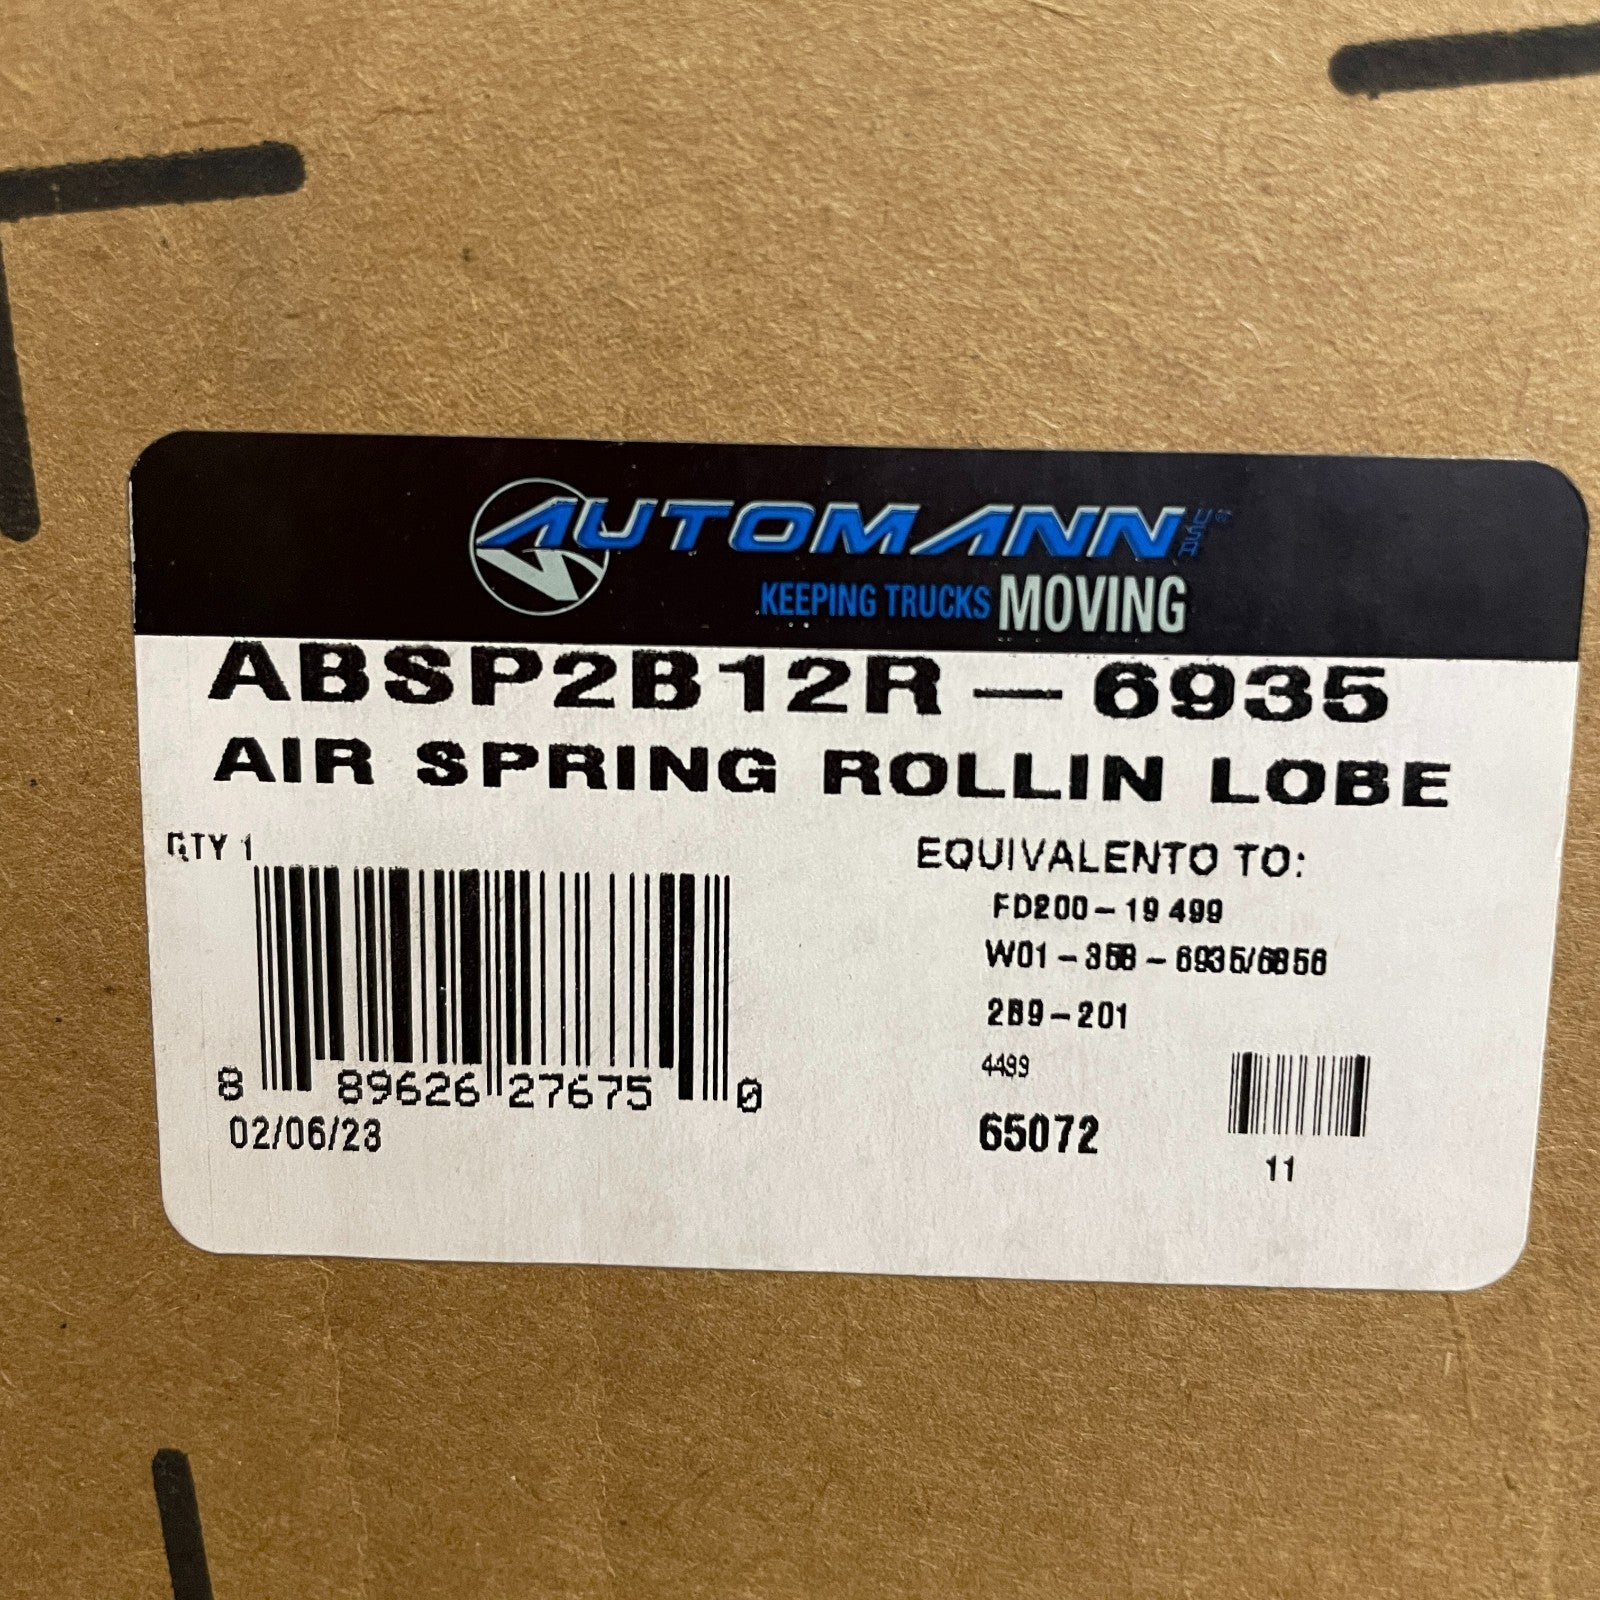 AUTOMANN USA®
KEEPING TRUCKS MOVING
ABSP2B12R-6935
AIR SPRING ROLLIN LOBE
QTY 1
EQUIVALENTO TO:
FD200-19 499
W01-358-6935/6856
2B9-201
4499
65072
8 89626 27675 0
02/06/23
11